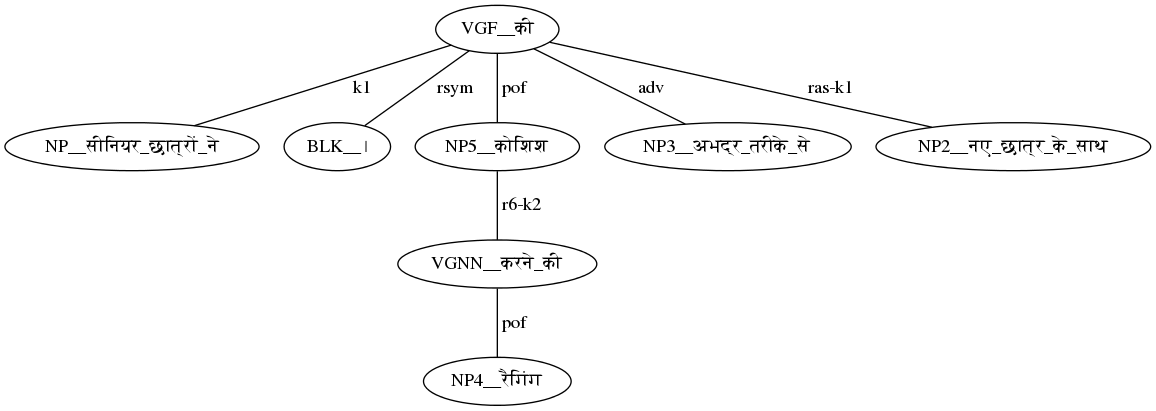 VGF__की
k1
rsym
pof
adv
ras-k1
NP__सीनियर_छात्रों_ने
BLK__।
NP5__कोशिश
NP3__अभद्र_तरीके_से
NP2__नए_छात्र_के_साथ
r6-k2
VGNN__करने_की
pof
NP4__रैगिंग